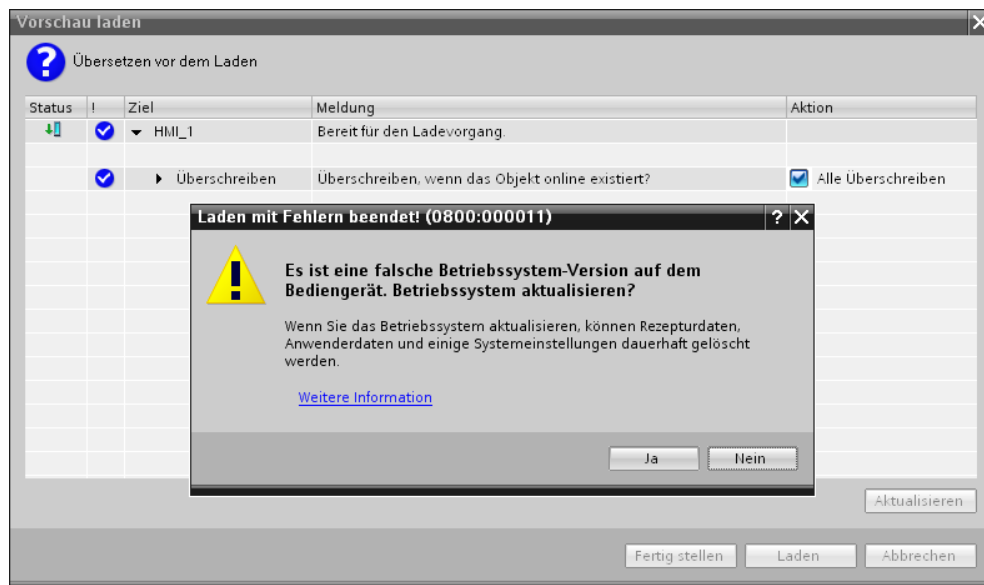 Vorschau laden
Übersetzen vor dem Laden
Status ! Ziel Meldung Aktion
HMI_1 Bereit für den Ladevorgang.
Überschreiben Überschreiben, wenn das Objekt online existiert? Alle Überschreiben
Laden mit Fehlern beendet! (0800:000011) ?
Es ist eine falsche Betriebssystem-Version auf dem
Bediengerät. Betriebssystem aktualisieren?
Wenn Sie das Betriebssystem aktualisieren, können Rezepturdaten,
Anwenderdaten und einige Systemeinstellungen dauerhaft gelöscht
werden.
Weitere Information
Ja Nein
Aktualisieren
Fertig stellen Laden Abbrechen